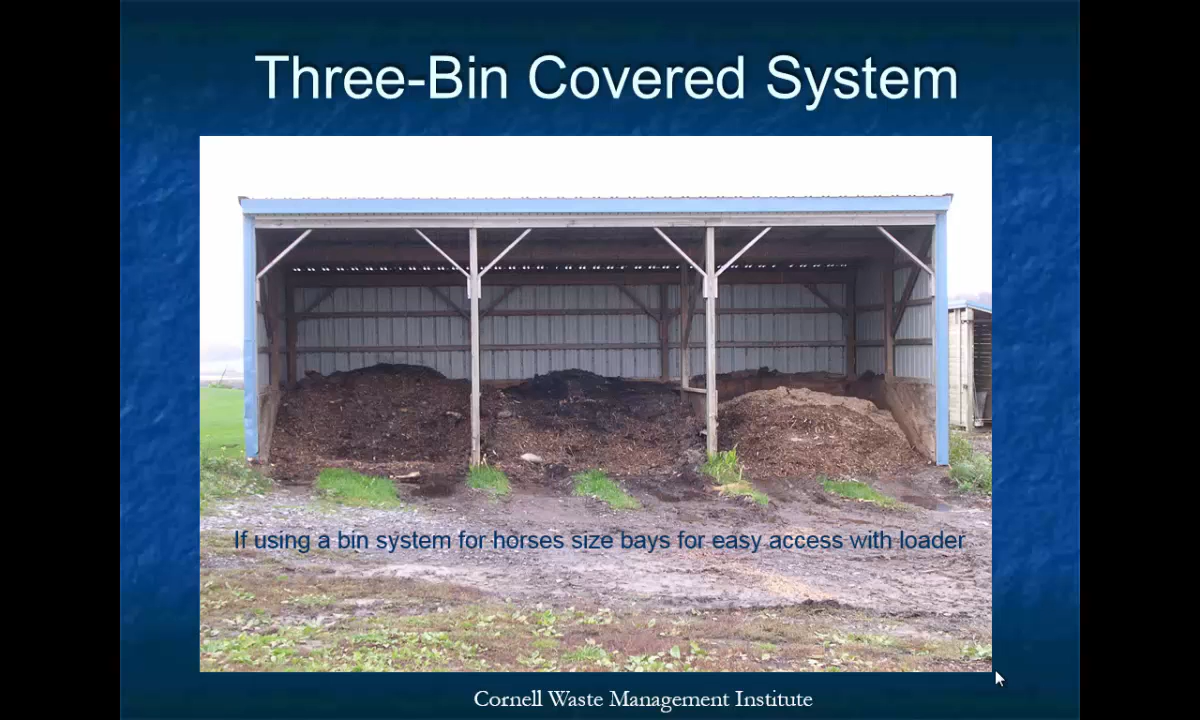 Three-Bin Covered System
If using a bin system for horses size bays for easy access with loader
Cornell Waste Management Institute